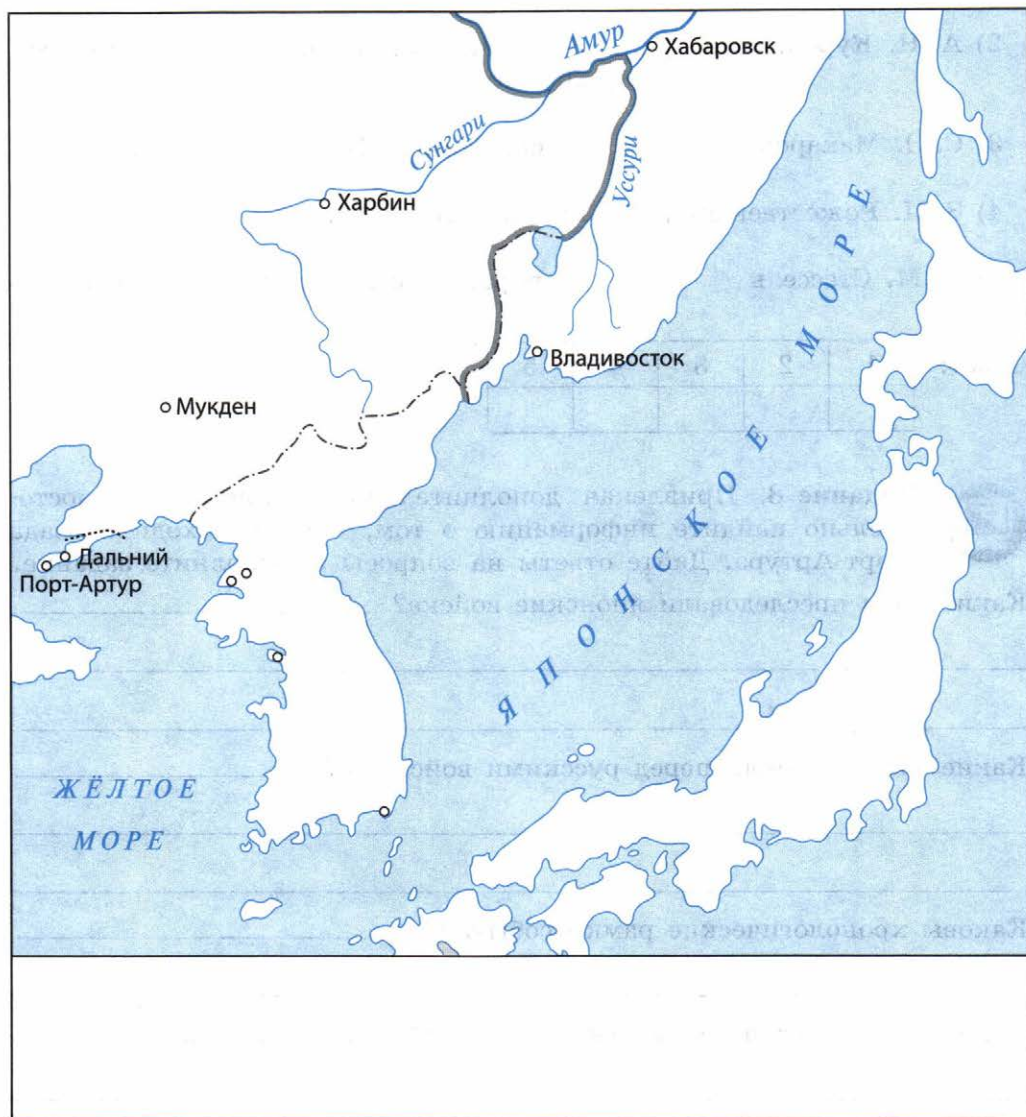 Амур
Хабаровск
Сунгари
Уссури
Харбин
Владивосток
Мукден
ЯПОНСКОЕ МОРЕ
Дальний
Порт-Артур
ЖЁЛТОЕ
МОРЕ